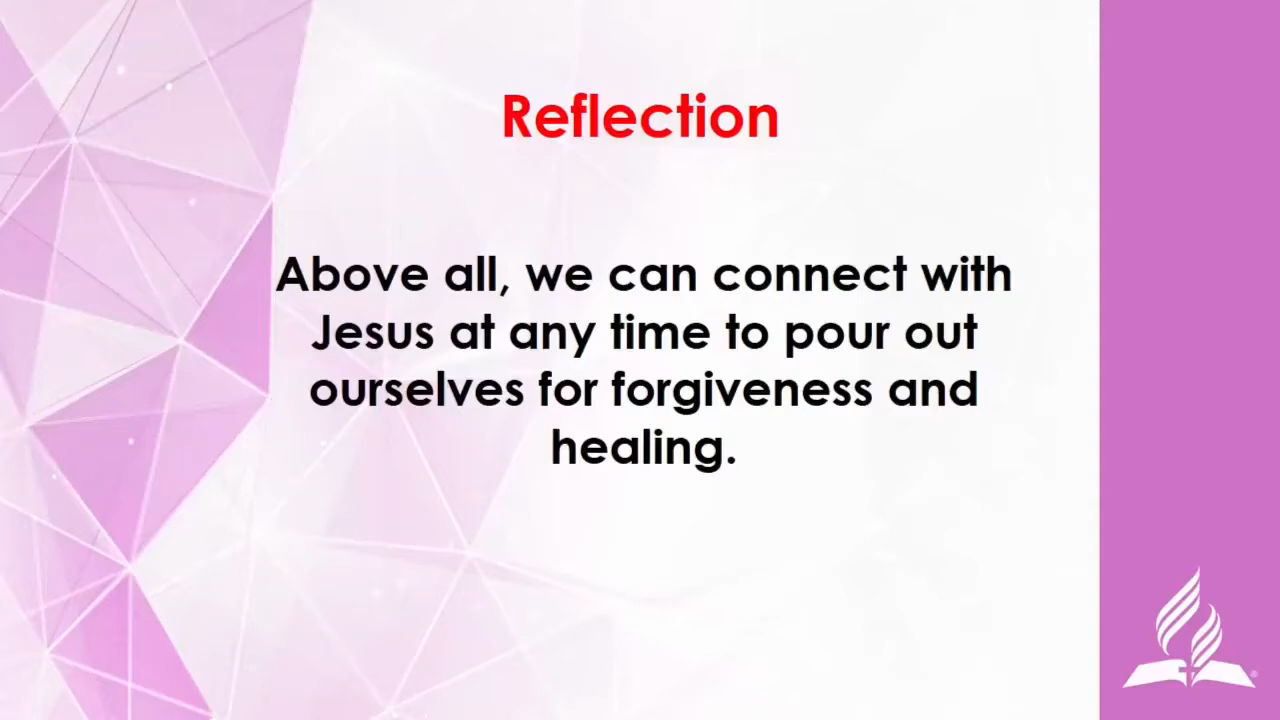 Reflection
Above all, we can connect with
Jesus at any time to pour out
ourselves for forgiveness and
healing.